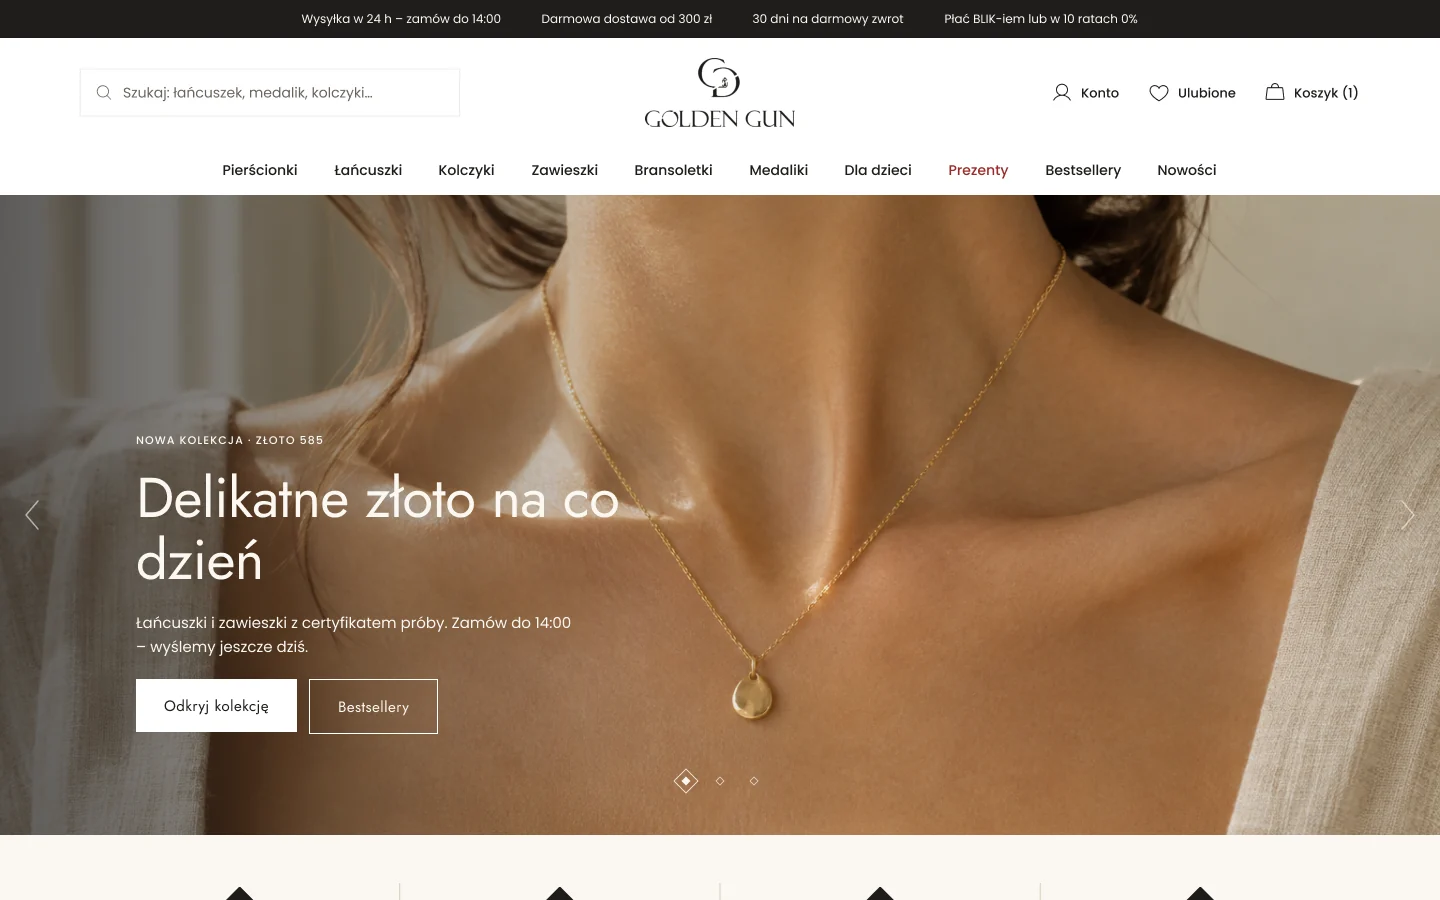 Wysyłka w 24 h – zamów do 14:00
Darmowa dostawa od 300 zł
30 dni na darmowy zwrot
Płać BLIK-iem lub w 10 ratach 0%
Szukaj: łańcuszek, medalik, kolczyki…
GOLDEN GUN
Konto
Ulubione
Koszyk (1)
Pierścionki
Łańcuszki
Kolczyki
Zawieszki
Bransoletki
Medaliki
Dla dzieci
Prezenty
Bestsellery
Nowości
NOWA KOLEKCJA · ZŁOTO 585
Delikatne złoto na co
dzień
Łańcuszki i zawieszki z certyfikatem próby. Zamów do 14:00
– wyślemy jeszcze dziś.
Odkryj kolekcję
Bestsellery